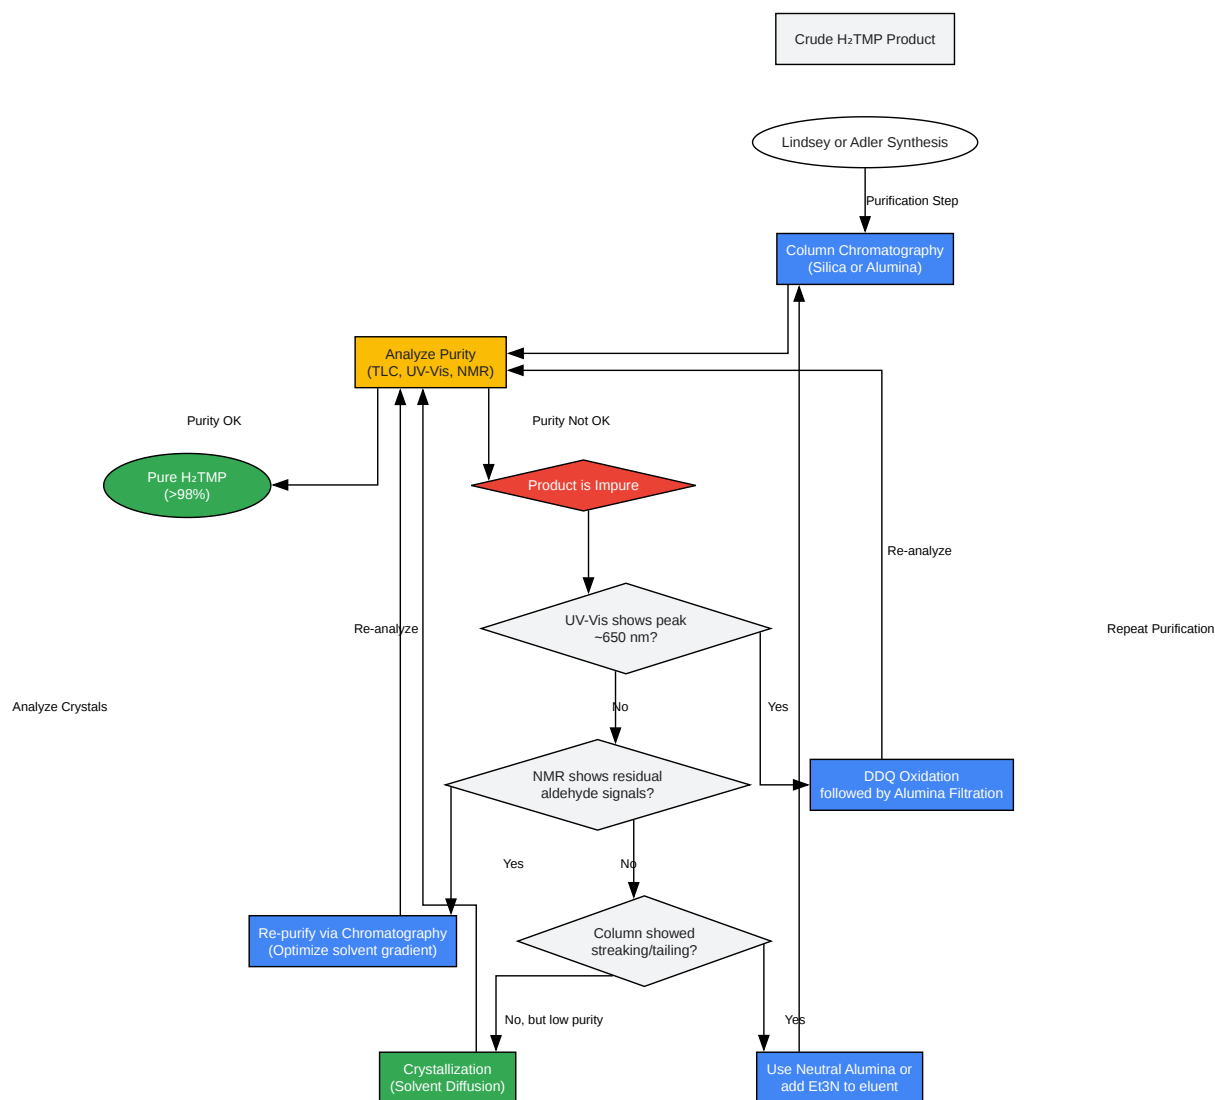 Crude H₂TMP Product
Lindsey or Adler Synthesis
Purification Step
Column Chromatography
(Silica or Alumina)
Analyze Purity
(TLC, UV-Vis, NMR)
Purity OK
Purity Not OK
Pure H₂TMP
(>98%)
Product is Impure
Re-analyze
UV-Vis shows peak
~650 nm?
Re-analyze
Repeat Purification
Analyze Crystals
No
Yes
NMR shows residual
aldehyde signals?
DDQ Oxidation
followed by Alumina Filtration
Yes
No
Re-purify via Chromatography
(Optimize solvent gradient)
Column showed
streaking/tailing?
No, but low purity
Yes
Crystallization
(Solvent Diffusion)
Use Neutral Alumina or
add Et3N to eluent